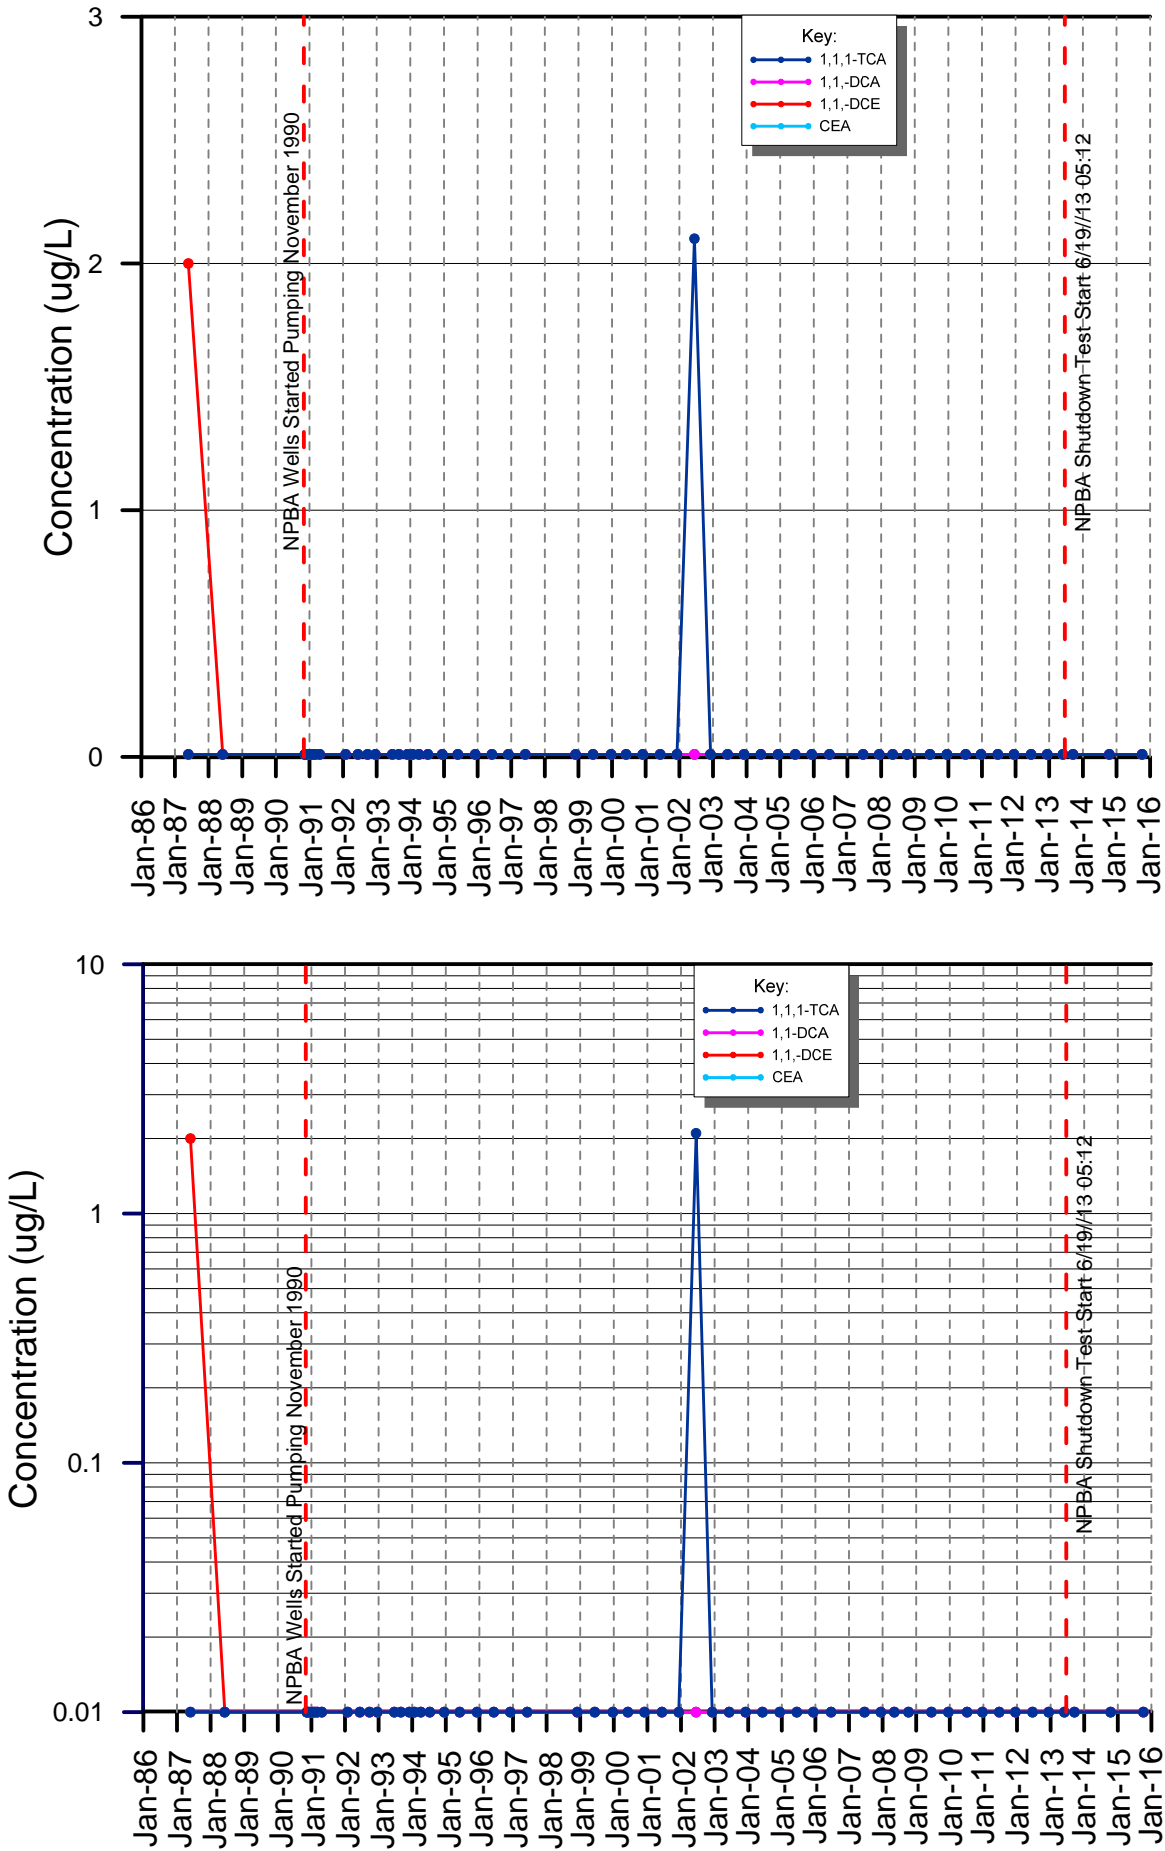 3
2
1
0
Concentration (ug/L)
Key:
1,1,1-TCA
1,1,-DCA
1,1,-DCE
CEA
NPBA Wells Started Pumping November 1990
NPBA Shutdown Test Start 6/19//13 05:12
Jan-86
Jan-87
Jan-88
Jan-89
Jan-90
Jan-91
Jan-92
Jan-93
Jan-94
Jan-95
Jan-96
Jan-97
Jan-98
Jan-99
Jan-00
Jan-01
Jan-02
Jan-03
Jan-04
Jan-05
Jan-06
Jan-07
Jan-08
Jan-09
Jan-10
Jan-11
Jan-12
Jan-13
Jan-14
Jan-15
Jan-16
10
1
0.1
0.01
Concentration (ug/L)
Key:
1,1,1-TCA
1,1-DCA
1,1,-DCE
CEA
NPBA Wells Started Pumping November 1990
NPBA Shutdown Test Start 6/19//13 05:12
Jan-86
Jan-87
Jan-88
Jan-89
Jan-90
Jan-91
Jan-92
Jan-93
Jan-94
Jan-95
Jan-96
Jan-97
Jan-98
Jan-99
Jan-00
Jan-01
Jan-02
Jan-03
Jan-04
Jan-05
Jan-06
Jan-07
Jan-08
Jan-09
Jan-10
Jan-11
Jan-12
Jan-13
Jan-14
Jan-15
Jan-16